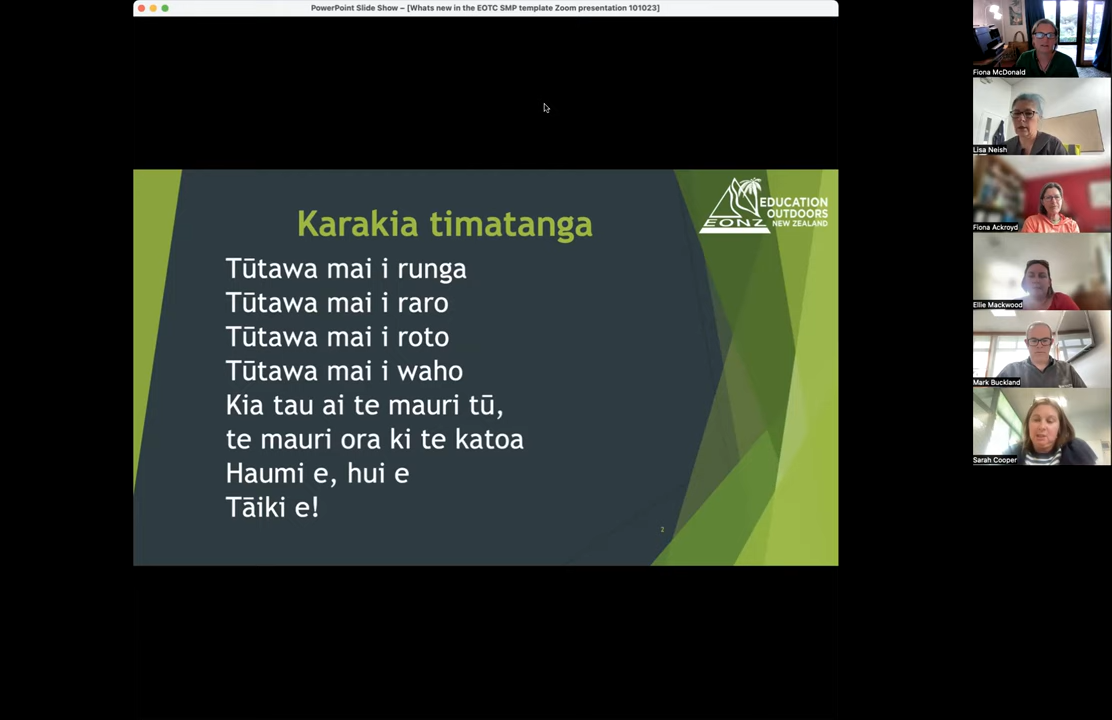 PowerPoint Slide Show – [Whats new in the EOTC SMP template Zoom presentation 101023]
Karakia timatanga
Tūtawa mai i runga
Tūtawa mai i raro
Tūtawa mai i roto
Tūtawa mai i waho
Kia tau ai te mauri tū,
te mauri ora ki te katoa
Haumi e, hui e
Tāiki e!
2
EONZ
EDUCATION
OUTDOORS
NEW ZEALAND
Fiona McDonald
Lisa Neish
Fiona Ackroyd
Ellie Mackwood
Mark Buckland
Sarah Cooper